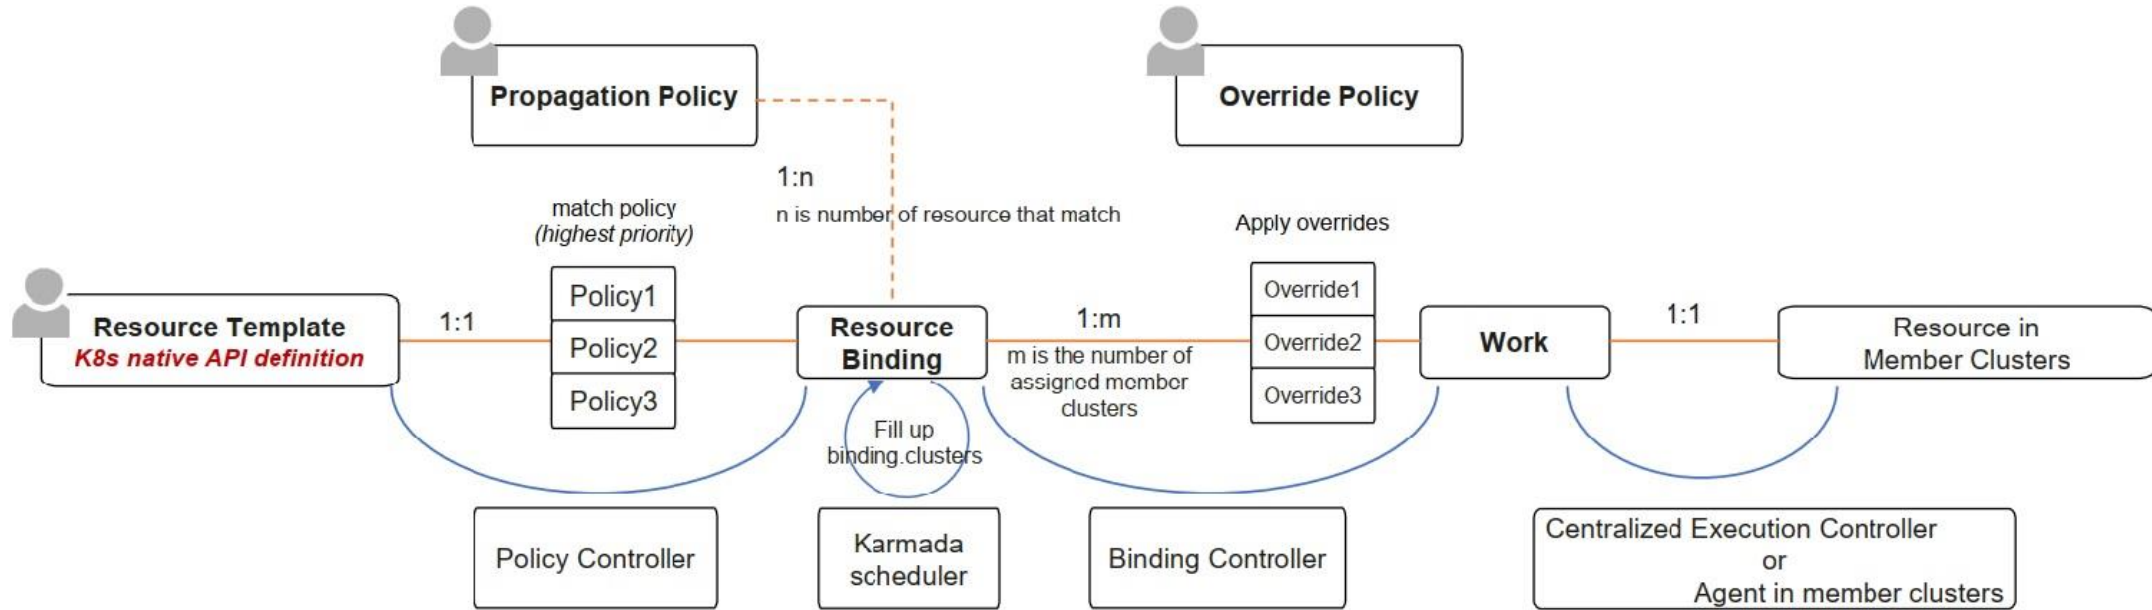 Propagation Policy
Override Policy
1:n
n is number of resource that match
match policy
(highest priority)
Apply overrides
Resource Template
K8s native API definition
1:1
Policy1
Policy2
Policy3
Resource
Binding
1:m
m is the number of
assigned member
clusters
Override1
Override2
Override3
Work
1:1
Resource in
Member Clusters
Fill up
binding.clusters
Policy Controller
Karmada
scheduler
Binding Controller
Centralized Execution Controller
or
Agent in member clusters